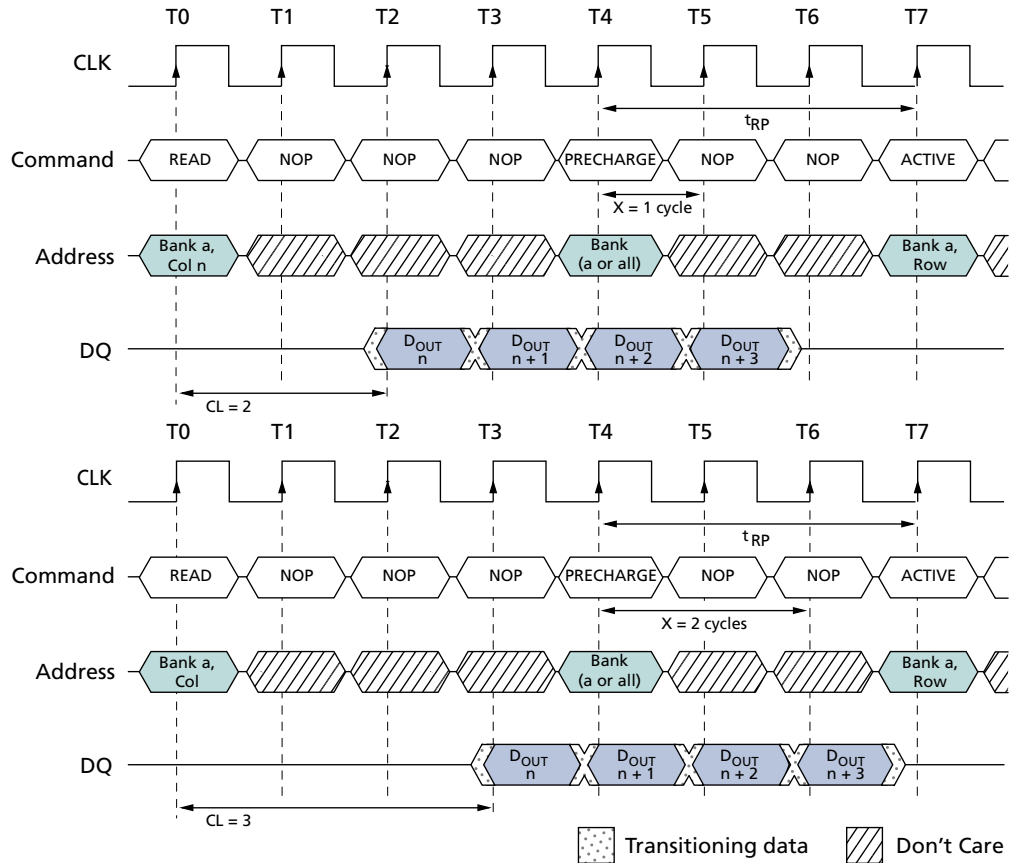 T0 T1 T2 T3 T4 T5 T6 T7
CLK
tRP
Command READ NOP NOP NOP PRECHARGE NOP NOP ACTIVE
X = 1 cycle
Address Bank a, Col n Bank (a or all) Bank a, Row
DQ DOUT n DOUT n + 1 DOUT n + 2 DOUT n + 3
CL = 2
T0 T1 T2 T3 T4 T5 T6 T7
CLK
tRP
Command READ NOP NOP NOP PRECHARGE NOP NOP ACTIVE
X = 2 cycles
Address Bank a, Col Bank (a or all) Bank a, Row
DQ DOUT n DOUT n + 1 DOUT n + 2 DOUT n + 3
CL = 3
Transitioning data Don't Care